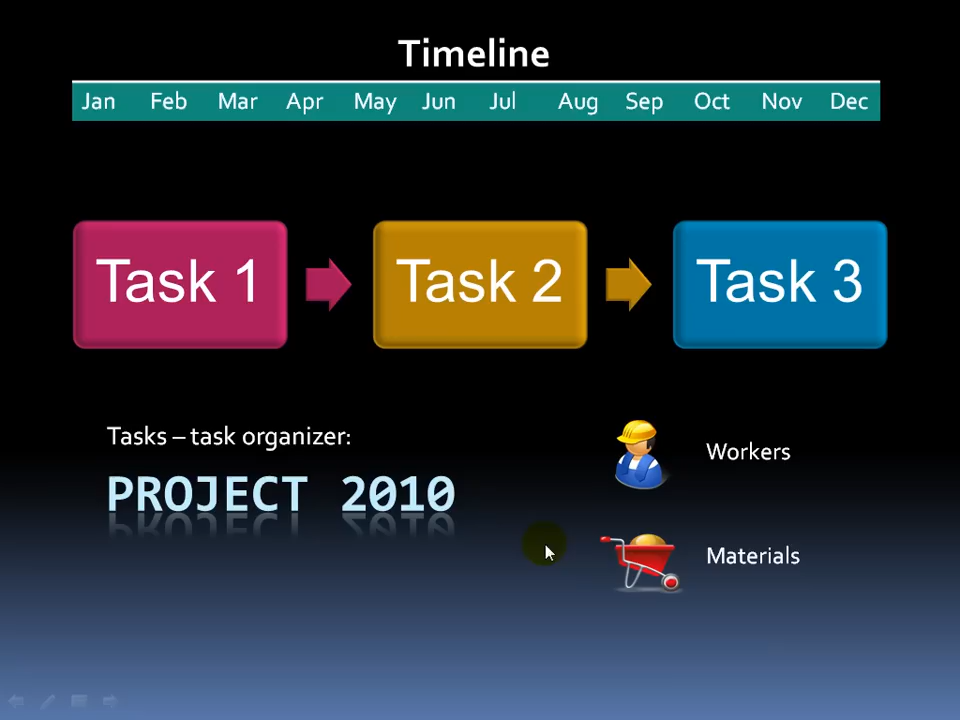 Timeline
Jan Feb Mar Apr May Jun Jul Aug Sep Oct Nov Dec
Task 1 Task 2 Task 3
Tasks – task organizer:
PROJECT 2010
Workers
Materials